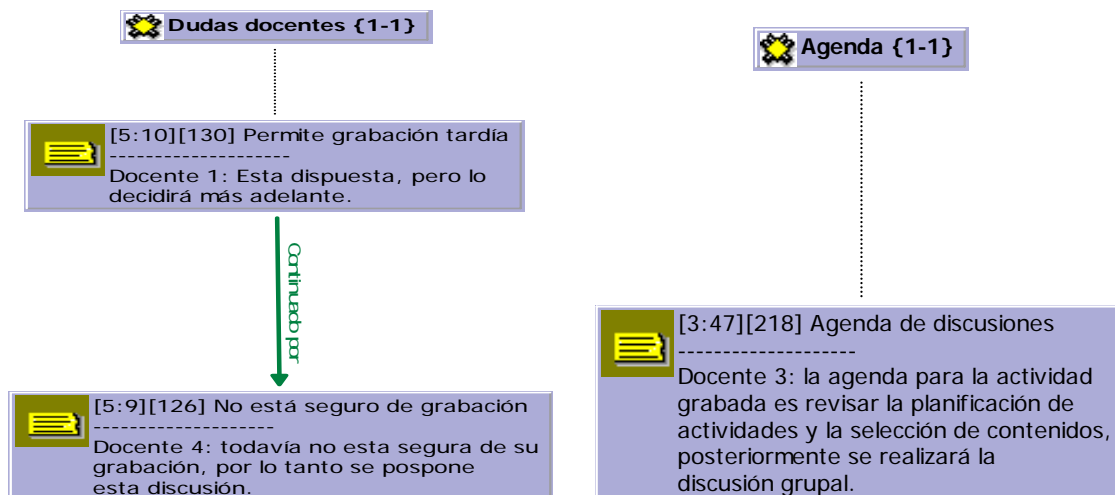 Dudas docentes {1-1}
[5:10][130] Permite grabación tardía
--------------------
Docente 1: Esta dispuesta, pero lo
decidirá más adelante.
Continuado por
[5:9][126] No está seguro de grabación
--------------------
Docente 4: todavía no esta segura de su
grabación, por lo tanto se pospone
esta discusión.
Agenda {1-1}
[3:47][218] Agenda de discusiones
--------------------
Docente 3: la agenda para la actividad
grabada es revisar la planificación de
actividades y la selección de contenidos,
posteriormente se realizará la
discusión grupal.